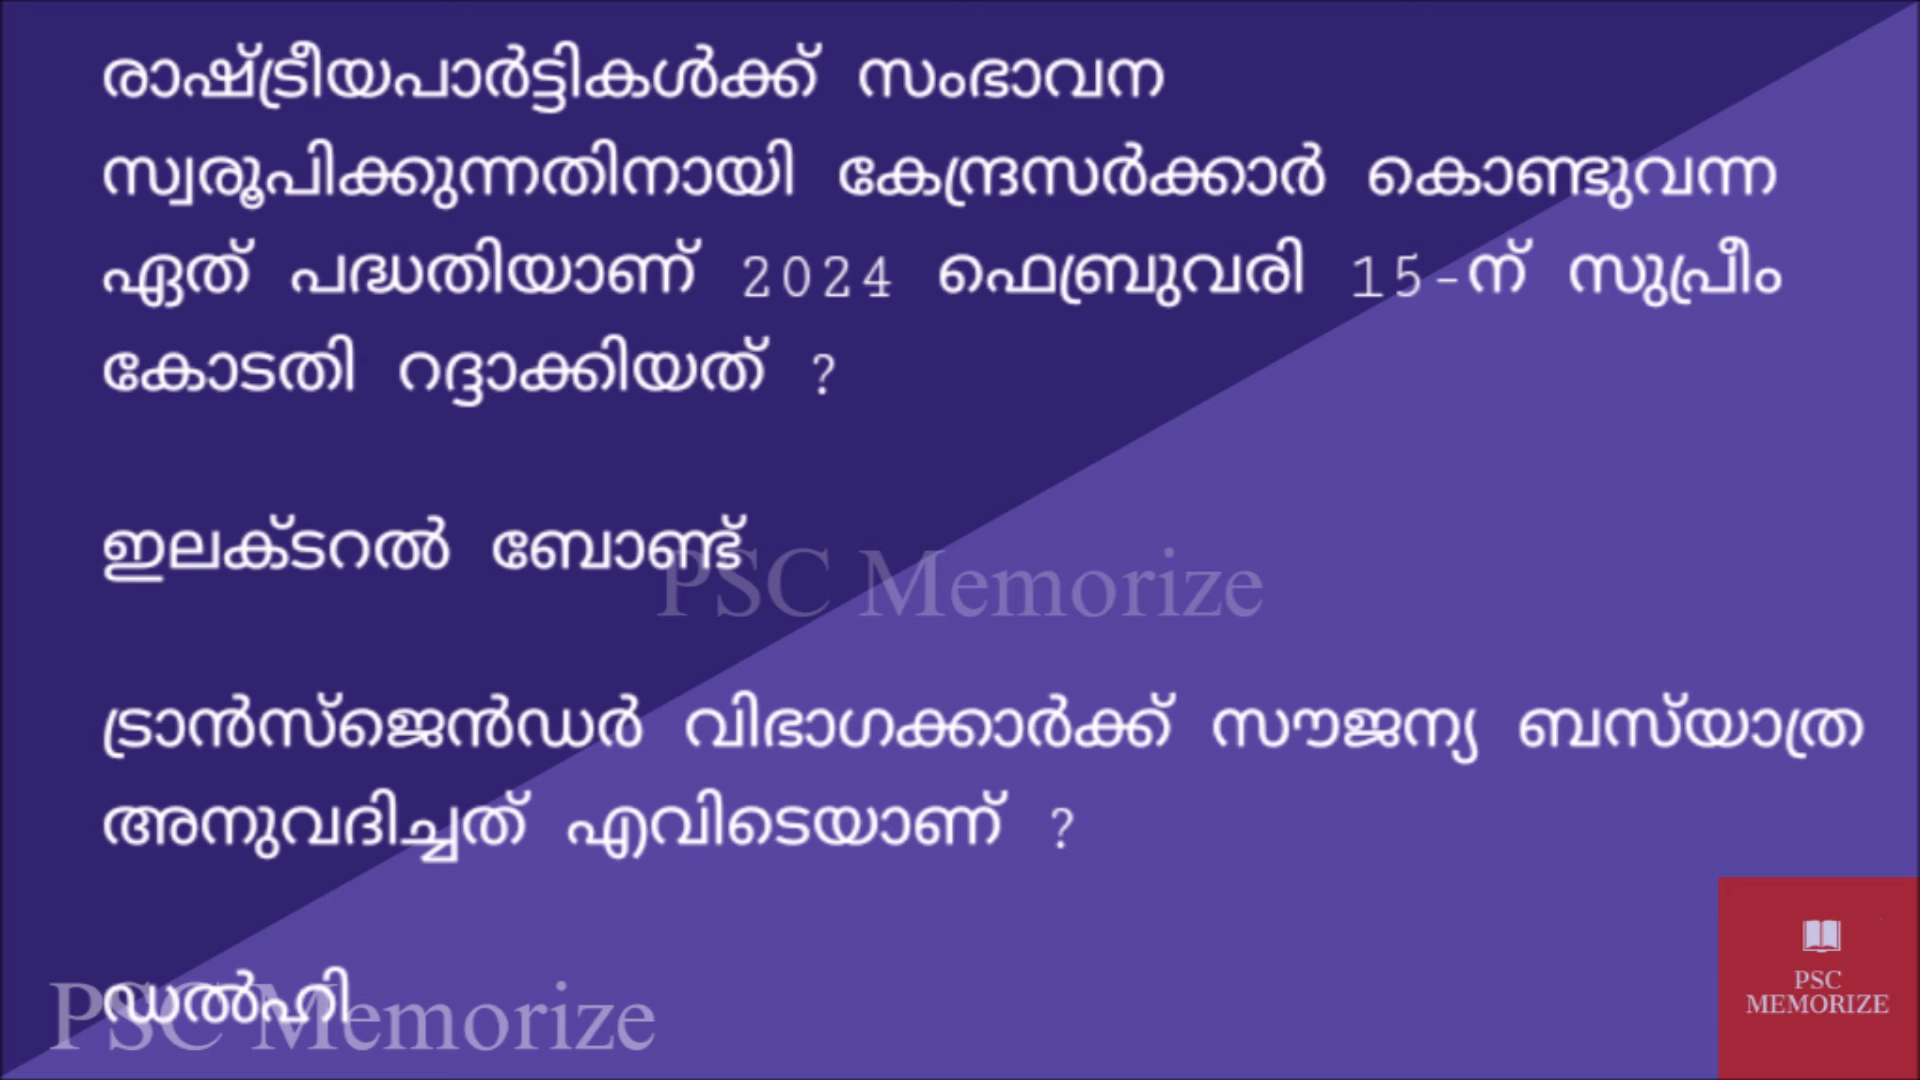 രാഷ്ട്രീയപാർട്ടികൾക്ക് സംഭാവന
സ്വരൂപിക്കുന്നതിനായി കേന്ദ്രസർക്കാർ കൊണ്ടുവന്ന
ഏത് പദ്ധതിയാണ് 2024 ഫെബ്രുവരി 15-ന് സുപ്രീം
കോടതി റദ്ദാക്കിയത് ?
ഇലക്ടറൽ ബോണ്ട്
PSC Memorize
ട്രാൻസ്ജെൻഡർ വിഭാഗക്കാർക്ക് സൗജന്യ ബസ്‌യാത്ര
അനുവദിച്ചത് എവിടെയാണ് ?
ഡൽഹി
PSC Memorize
PSC
MEMORIZE